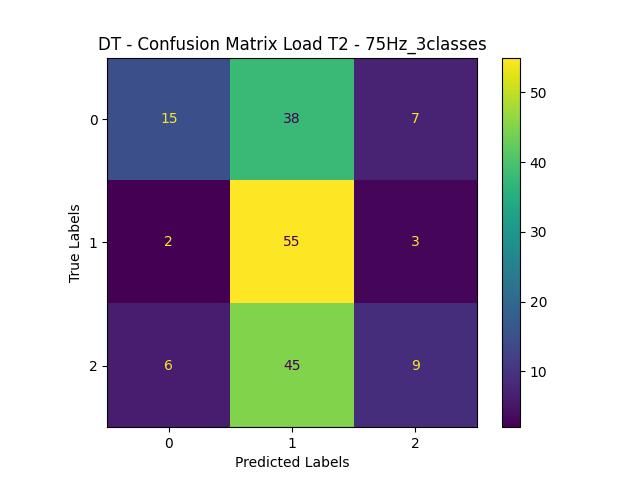 DT - Confusion Matrix Load T2 - 75Hz_3classes
True Labels
0
15 38 7
1
2 55 3
2
6 45 9
0 1 2
Predicted Labels
50
40
30
20
10